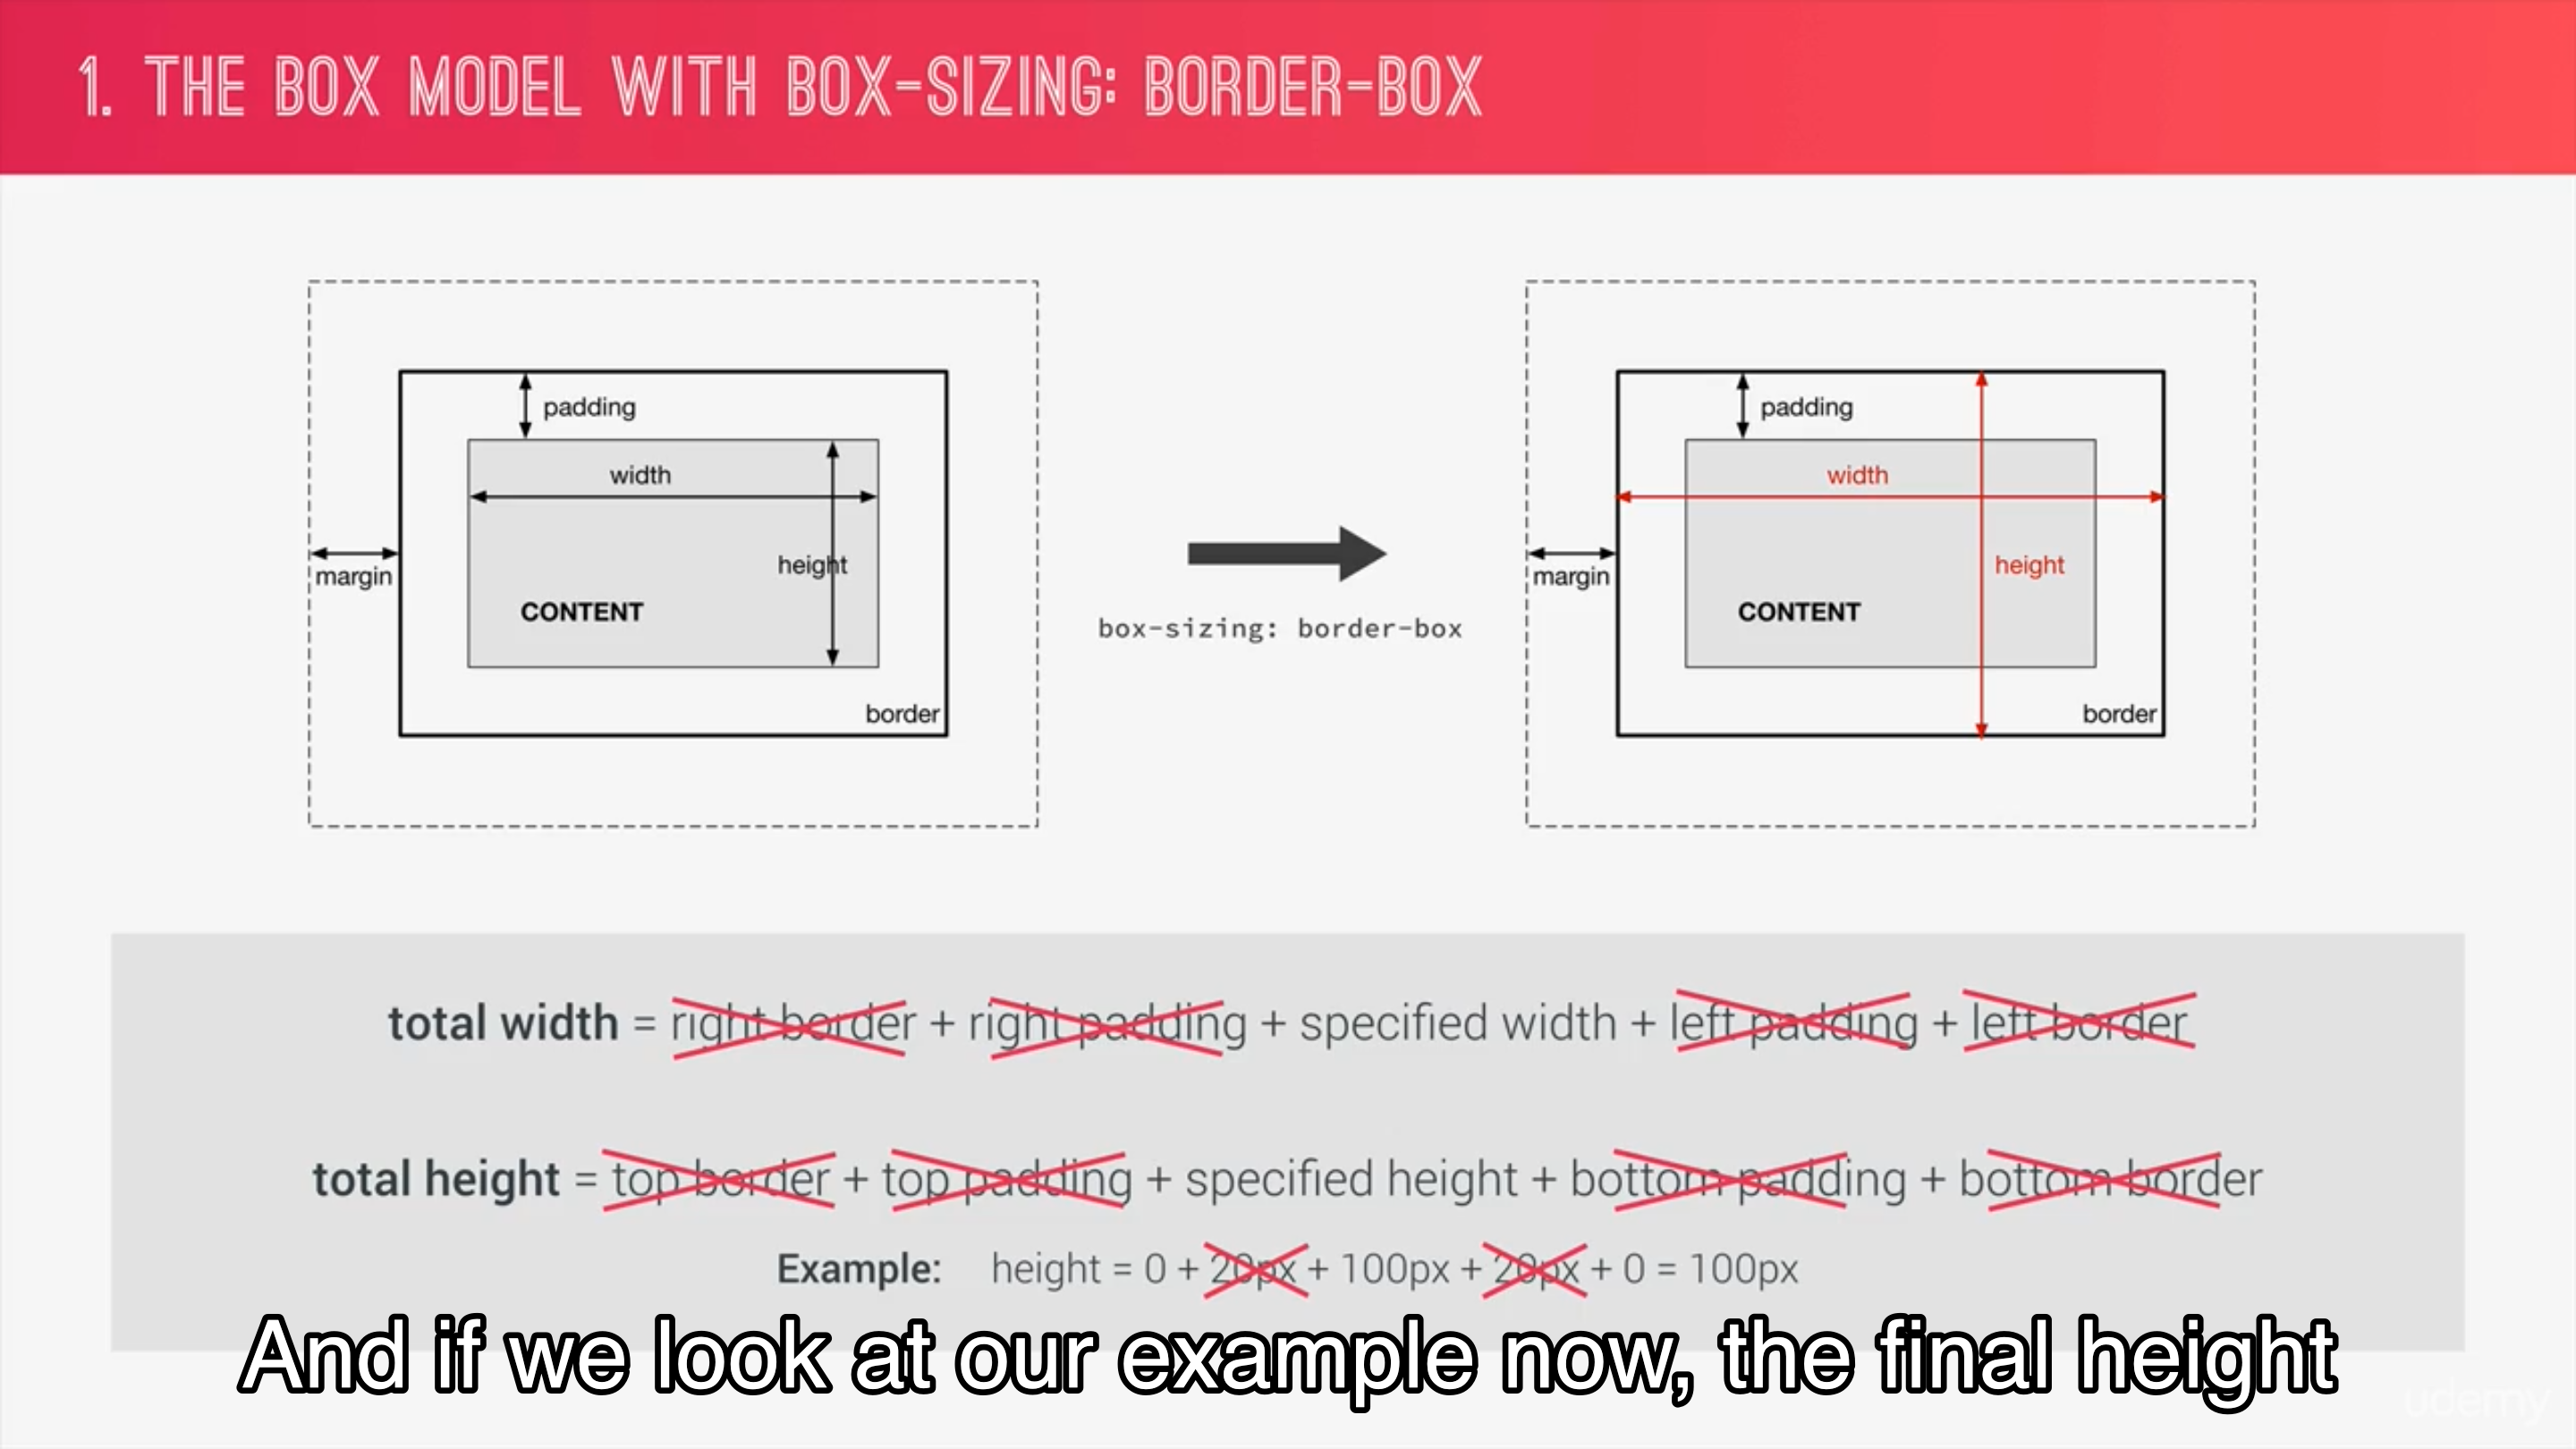 1. THE BOX MODEL WITH BOX-SIZING: BORDER-BOX
padding
width
height
margin
CONTENT
border
box-sizing: border-box
padding
width
height
margin
CONTENT
border
total width = right border + right padding + specified width + left padding + left border
total height = top border + top padding + specified height + bottom padding + bottom border
Example: height = 0 + 20px + 100px + 20px + 0 = 100px
And if we look at our example now, the final height
udemy